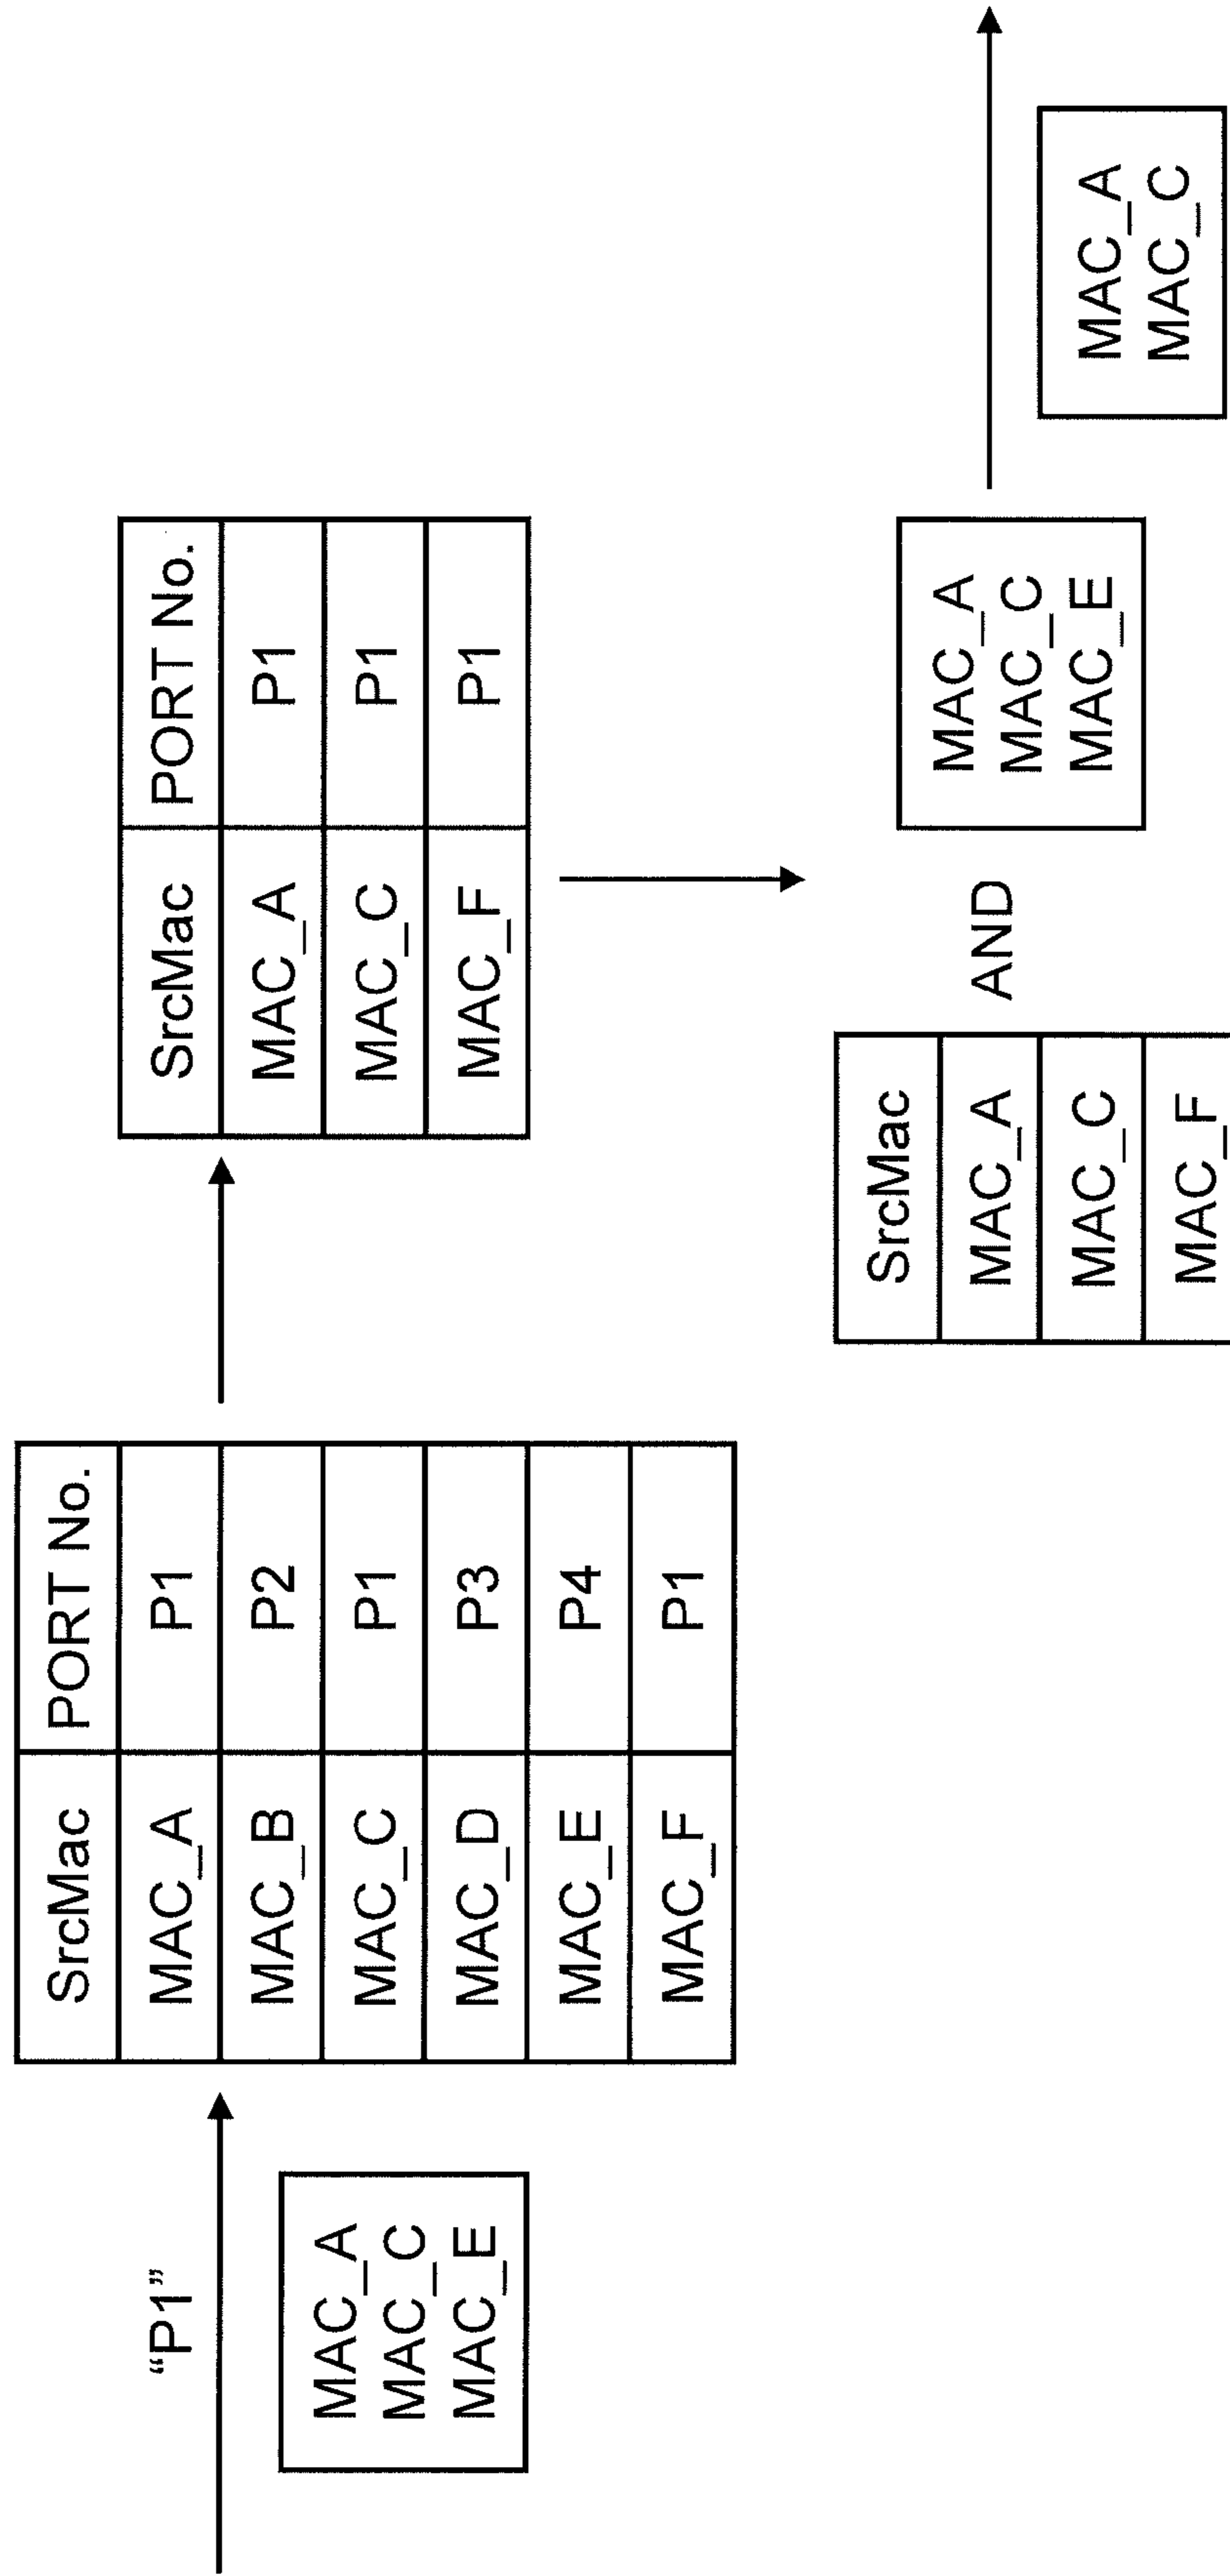 “P1”
MAC_A
MAC_C
MAC_E
SrcMac PORT No.
MAC_A P1
MAC_B P2
MAC_C P1
MAC_D P3
MAC_E P4
MAC_F P1
SrcMac PORT No.
MAC_A P1
MAC_C P1
MAC_F P1
SrcMac
MAC_A
MAC_C
MAC_F
AND
MAC_A
MAC_C
MAC_E
MAC_A
MAC_C